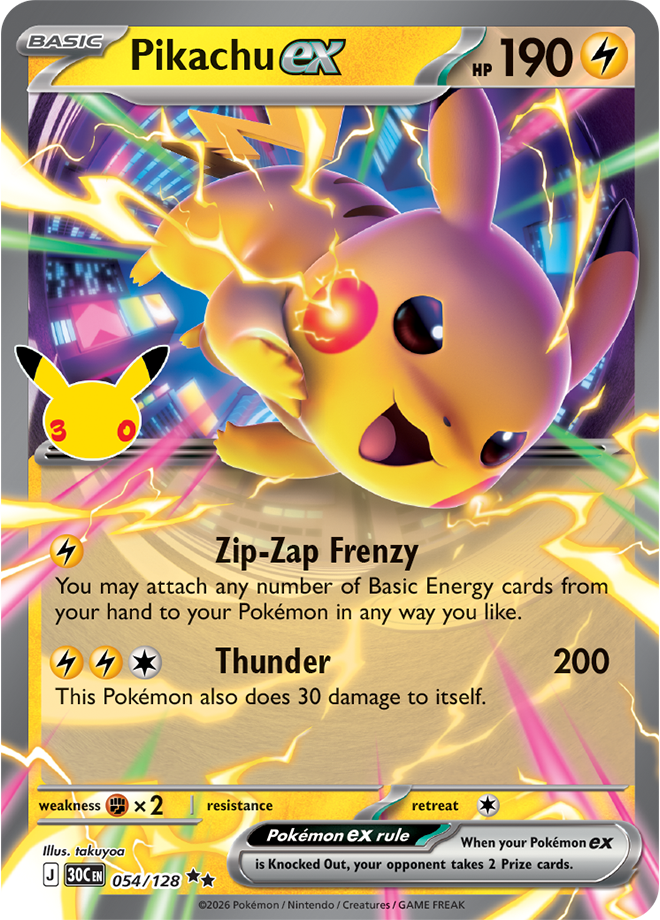 BASIC
Pikachu ex
HP 190
30
Zip-Zap Frenzy
You may attach any number of Basic Energy cards from
your hand to your Pokémon in any way you like.
Thunder 200
This Pokémon also does 30 damage to itself.
weakness ×2 resistance retreat
Illus. takuyoa
Pokémon ex rule
When your Pokémon ex
is Knocked Out, your opponent takes 2 Prize cards.
J 30C EN 054/128 ★★
©2026 Pokémon / Nintendo / Creatures / GAME FREAK